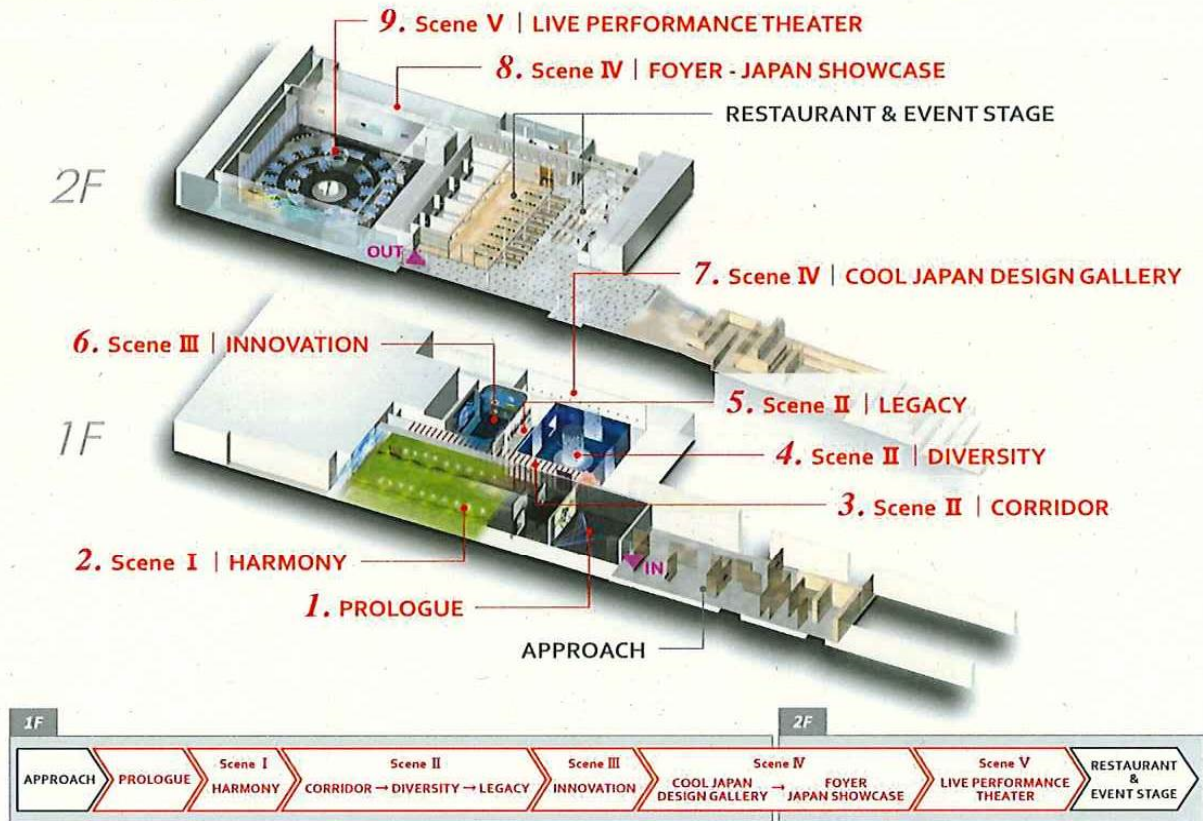 9. Scene Ⅴ | LIVE PERFORMANCE THEATER
8. Scene Ⅳ | FOYER - JAPAN SHOWCASE
RESTAURANT & EVENT STAGE
2F
OUT
7. Scene Ⅳ | COOL JAPAN DESIGN GALLERY
6. Scene Ⅲ | INNOVATION
5. Scene Ⅱ | LEGACY
1F
4. Scene Ⅱ | DIVERSITY
3. Scene Ⅱ | CORRIDOR
2. Scene Ⅰ | HARMONY
IN
1. PROLOGUE
APPROACH
1F
2F
APPROACH
PROLOGUE
Scene Ⅰ
HARMONY
Scene Ⅱ
CORRIDOR → DIVERSITY → LEGACY
Scene Ⅲ
INNOVATION
Scene Ⅳ
COOL JAPAN
DESIGN GALLERY
→
FOYER
JAPAN SHOWCASE
Scene Ⅴ
LIVE PERFORMANCE
THEATER
RESTAURANT
&
EVENT STAGE